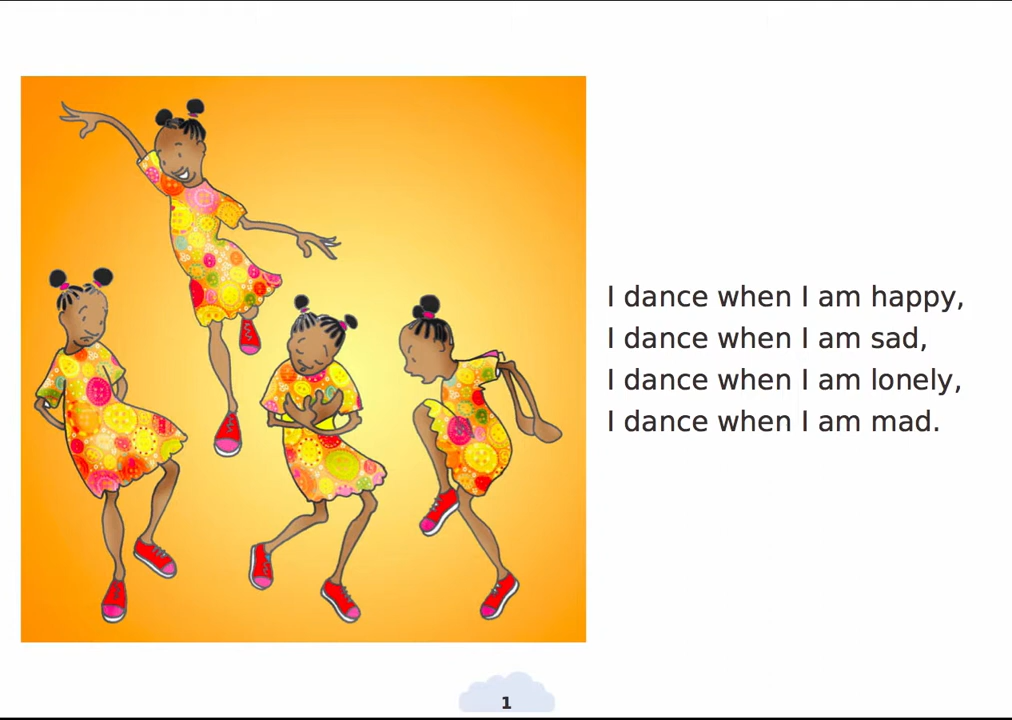 I dance when I am happy,
I dance when I am sad,
I dance when I am lonely,
I dance when I am mad.
1